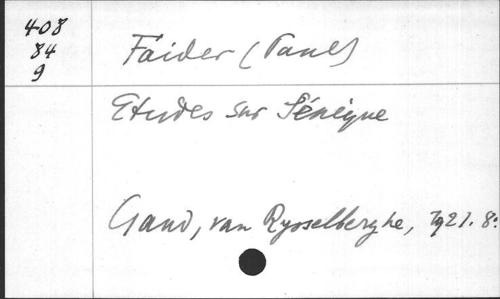 408
84
9
Faider (Paul)
Etudes sur Sénèque
Gand, van Rysselberghe, 1921. 8°